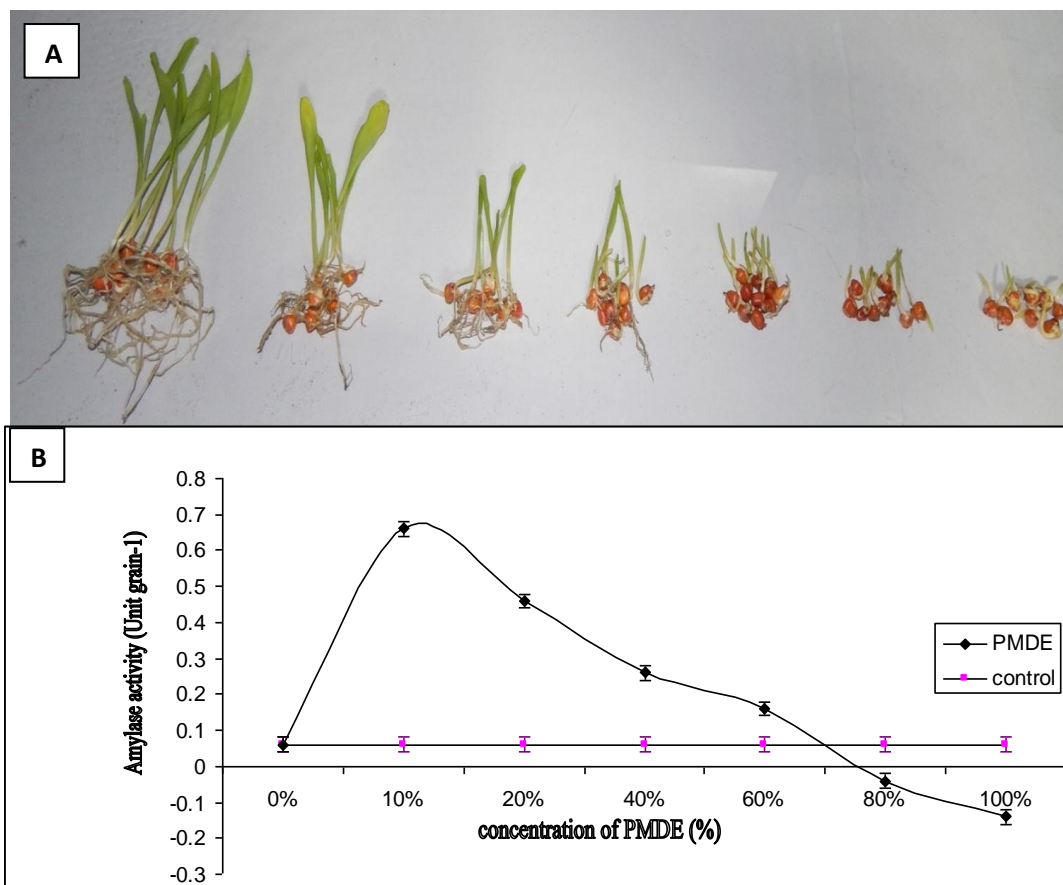 A
B
0.8
0.7
0.6
0.5
0.4
0.3
0.2
0.1
0
-0.1
-0.2
-0.3
Amylase activity (Unit grain-1)
0% 10% 20% 40% 60% 80% 100%
concentration of PMDE (%)
PMDE
control